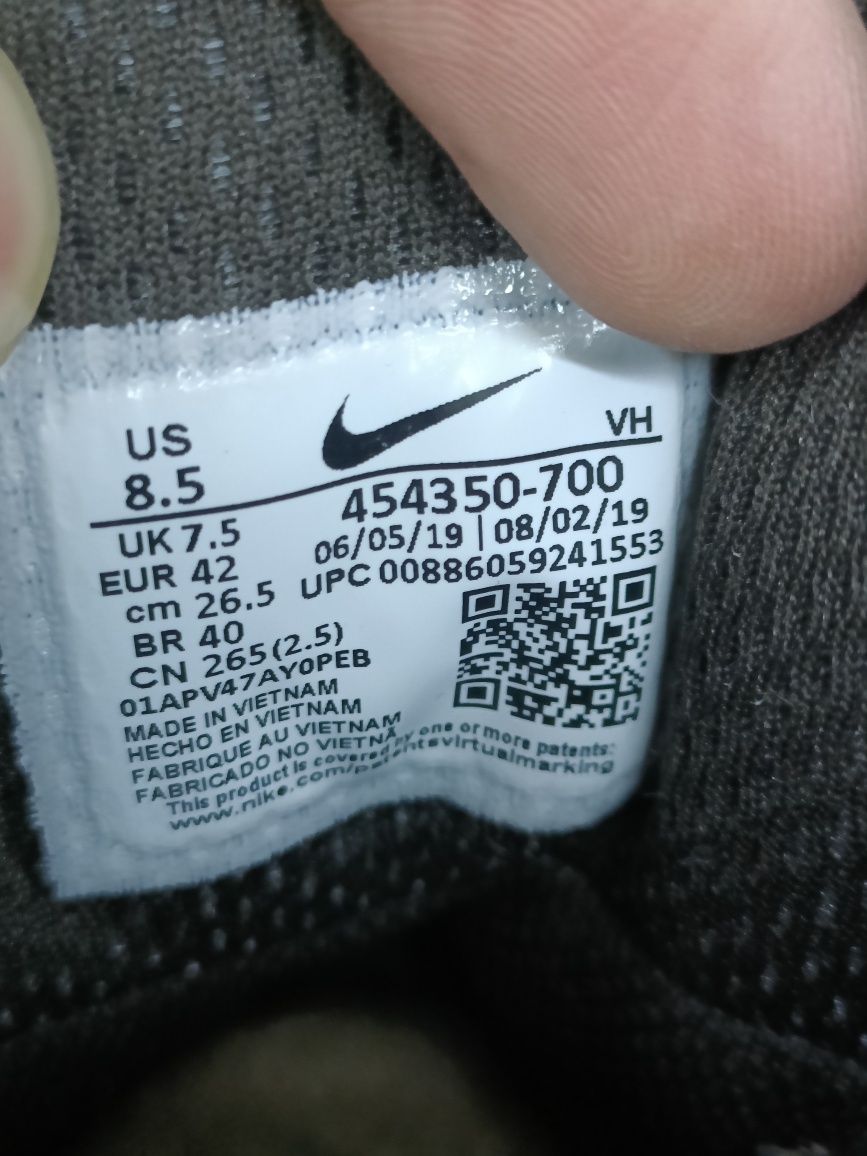 US
8.5
VH
454350-700
06/05/19 | 08/02/19
UPC 00886059241553
UK 7.5
EUR 42
cm 26.5
BR 40
CN 265(2.5)
01APV47AY0PEB
MADE IN VIETNAM
HECHO EN VIETNAM
FABRIQUE AU VIETNAM
FABRICADO NO VIETNÃ
This product is covered by one or more patents:
www.nike.com/patentsvirtualmarking